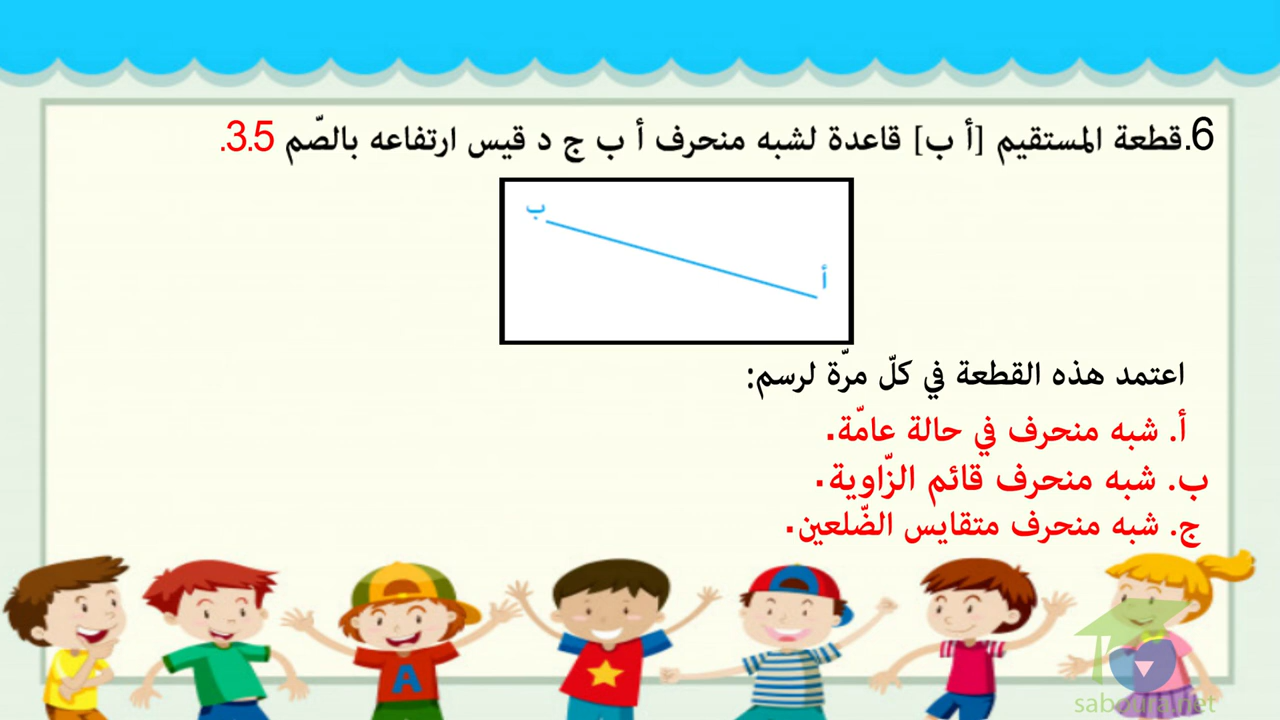 6.قطعة المستقيم [أ ب] قاعدة لشبه منحرف أ ب ج د قيس ارتفاعه بالصّم 3.5.
ب
أ
اعتمد هذه القطعة في كلّ مرّة لرسم:
أ. شبه منحرف في حالة عامّة.
ب. شبه منحرف قائم الزّاوية.
ج. شبه منحرف متقايس الضّلعين.
A
saboura.net